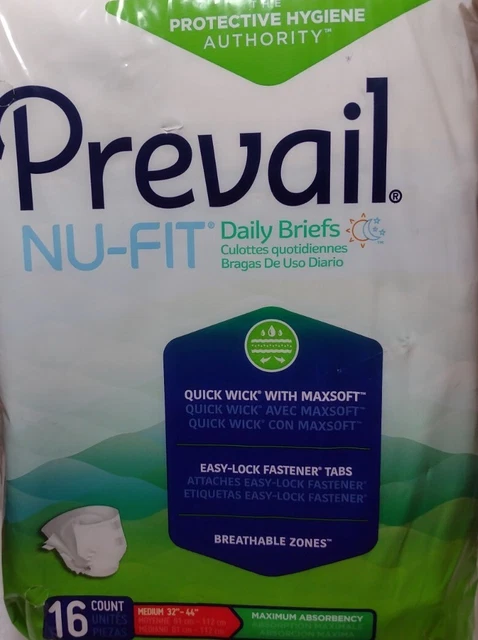 THE
PROTECTIVE HYGIENE
AUTHORITY™
Prevail®
NU-FIT®
Daily Briefs
Culottes quotidiennes
Bragas De Uso Diario
QUICK WICK® WITH MAXSOFT™
QUICK WICK® AVEC MAXSOFT™
QUICK WICK® CON MAXSOFT™
EASY-LOCK FASTENER® TABS
ATTACHES EASY-LOCK FASTENER®
ETIQUETAS EASY-LOCK FASTENER®
BREATHABLE ZONES™
16 COUNT
UNITÉS
PIEZAS
MEDIUM 32"- 44"
MAXIMUM ABSORBENCY